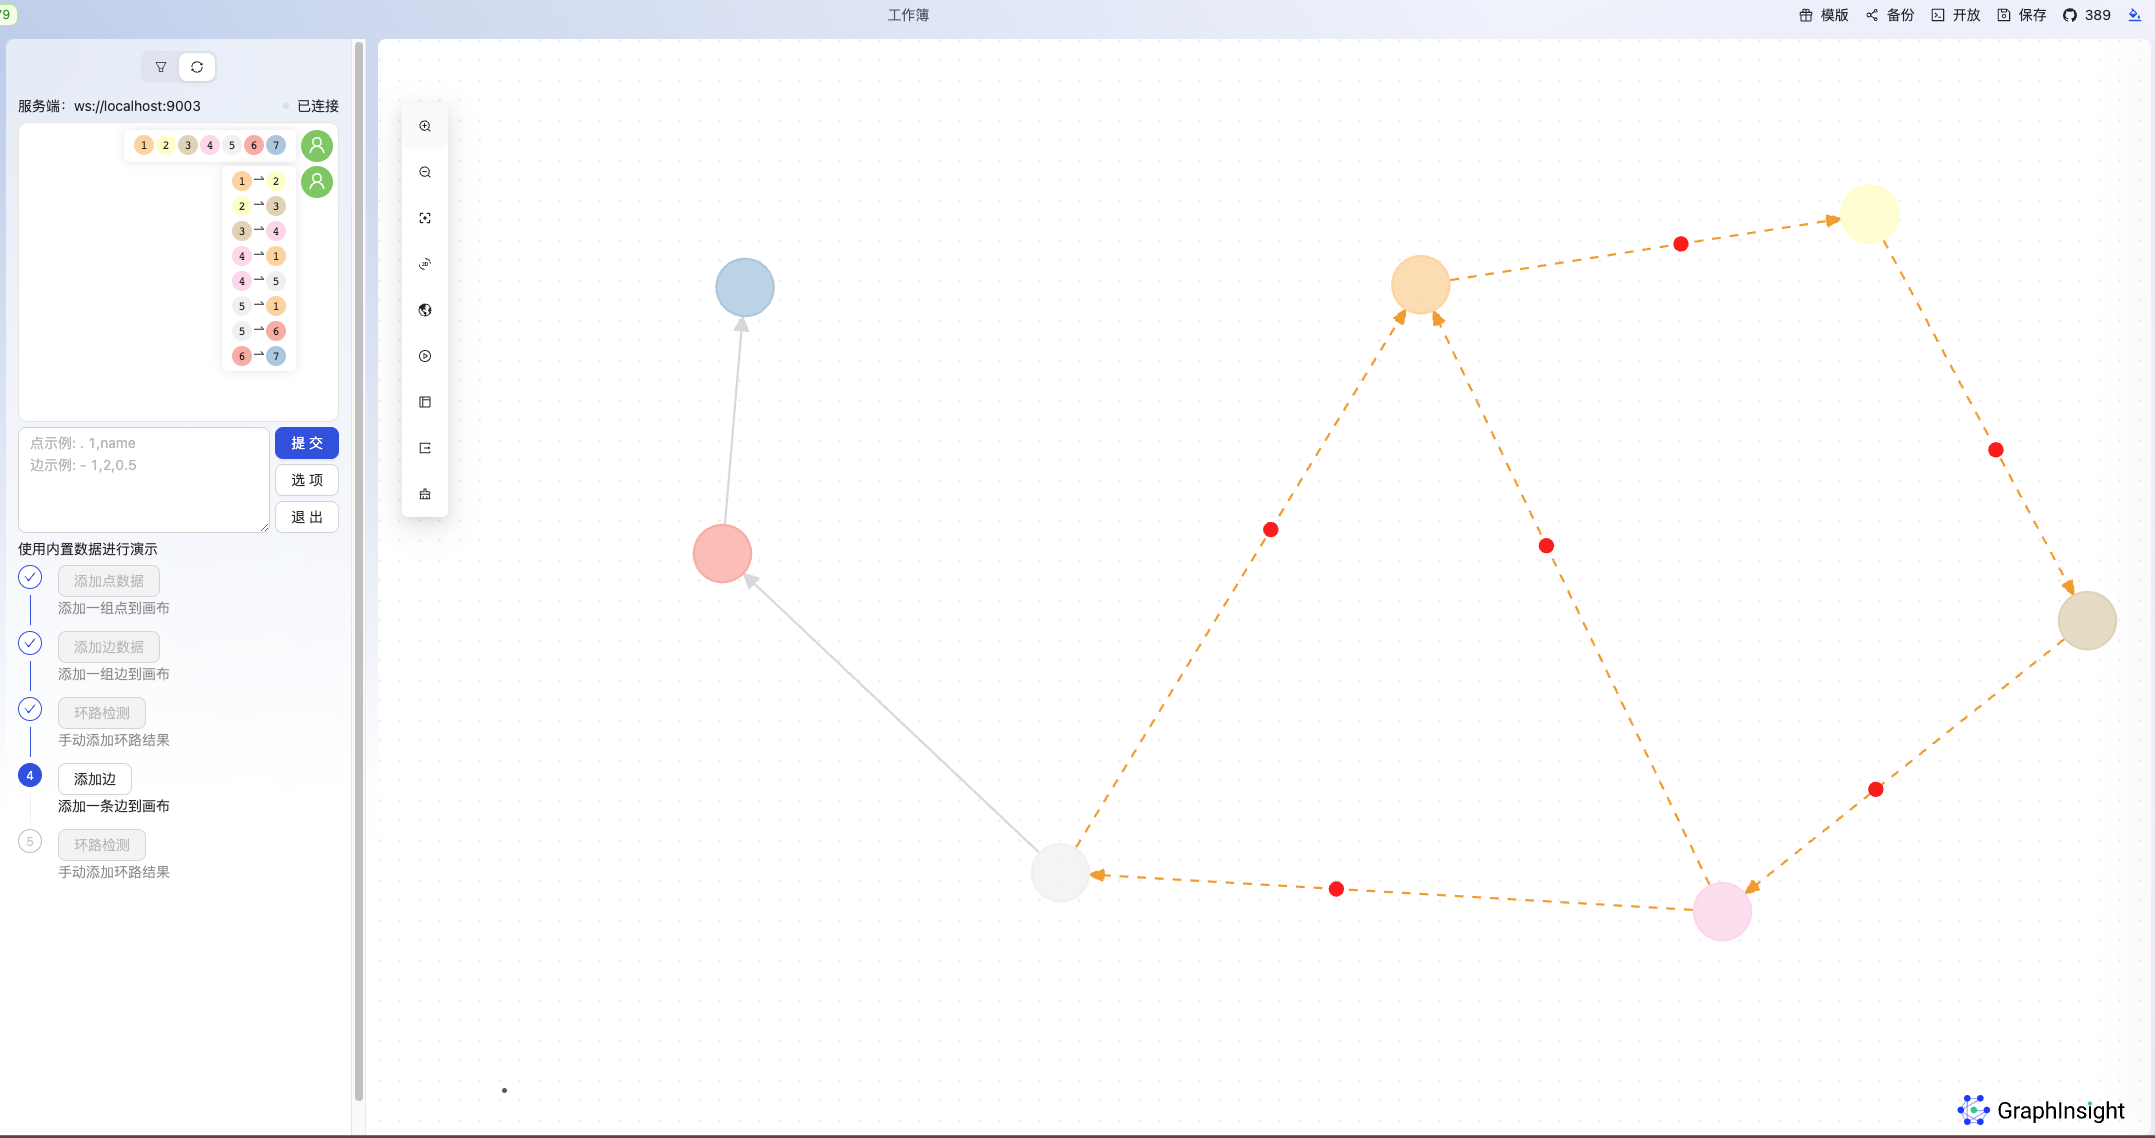 79
工作簿
模版
备份
开放
保存
389
服务端: ws://localhost:9003
已连接
1 2 3 4 5 6 7
1 → 2
2 → 3
3 → 4
4 → 1
4 → 5
5 → 1
5 → 6
6 → 7
点示例: . 1,name
边示例: - 1,2,0.5
提 交
选 项
退 出
使用内置数据进行演示
添加点数据
添加一组点到画布
添加边数据
添加一组边到画布
环路检测
手动添加环路结果
4
添加边
添加一条边到画布
5
环路检测
手动添加环路结果
GraphInsight